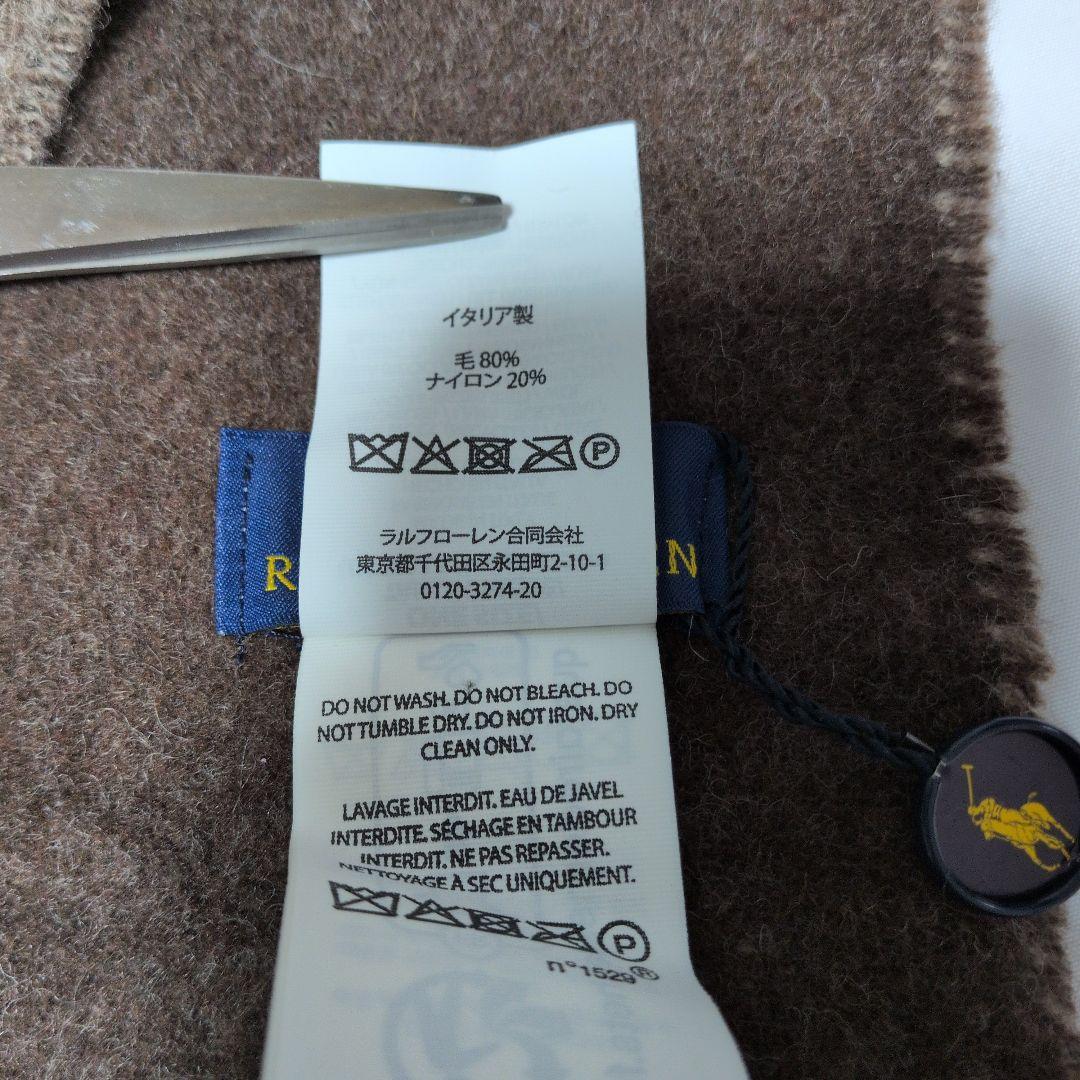 イタリア製
毛 80%
ナイロン 20%
P
ラルフローレン合同会社
東京都千代田区永田町2-10-1
0120-3274-20
R
EN
DO NOT WASH. DO NOT BLEACH. DO
NOT TUMBLE DRY. DO NOT IRON. DRY
CLEAN ONLY.
LAVAGE INTERDIT. EAU DE JAVEL
INTERDITE. SÉCHAGE EN TAMBOUR
INTERDIT. NE PAS REPASSER.
NETTOYAGE À SEC UNIQUEMENT.
P
n°1529®